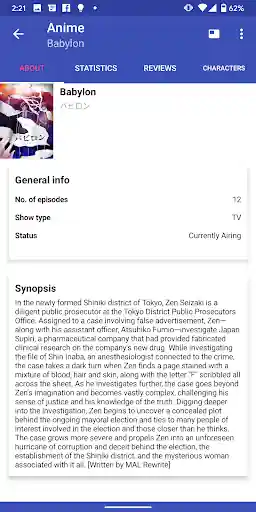 2:21
62%
Anime
Babylon
ABOUT
STATISTICS
REVIEWS
CHARACTERS
バビロン
Babylon
バビロン
General info
No. of episodes
12
Show type
TV
Status
Currently Airing
Synopsis
In the newly formed Shiniki district of Tokyo, Zen Seizaki is a
diligent public prosecutor at the Tokyo District Public Prosecutors
Office. Assigned to a case involving false advertisement, Zen—
along with his assistant officer, Atsuhiko Fumio—investigate Japan
Supiri, a pharmaceutical company that had provided fabricated
clinical research on the company's new drug. While investigating
the file of Shin Inaba, an anesthesiologist connected to the crime,
the case takes a dark turn when Zen finds a page stained with a
mixture of blood, hair and skin, along with the letter "F" scribbled all
across the sheet. As he investigates further, the case goes beyond
Zen's imagination and becomes vastly complex, challenging his
sense of justice and his knowledge of the truth. Digging deeper
into the investigation, Zen begins to uncover a concealed plot
behind the ongoing mayoral election and ties to many people of
interest involved in the election and those closer than he thinks.
The case grows more severe and propels Zen into an unforeseen
hurricane of corruption and deceit behind the election, the
establishment of the Shiniki district, and the mysterious woman
associated with it all. [Written by MAL Rewrite]